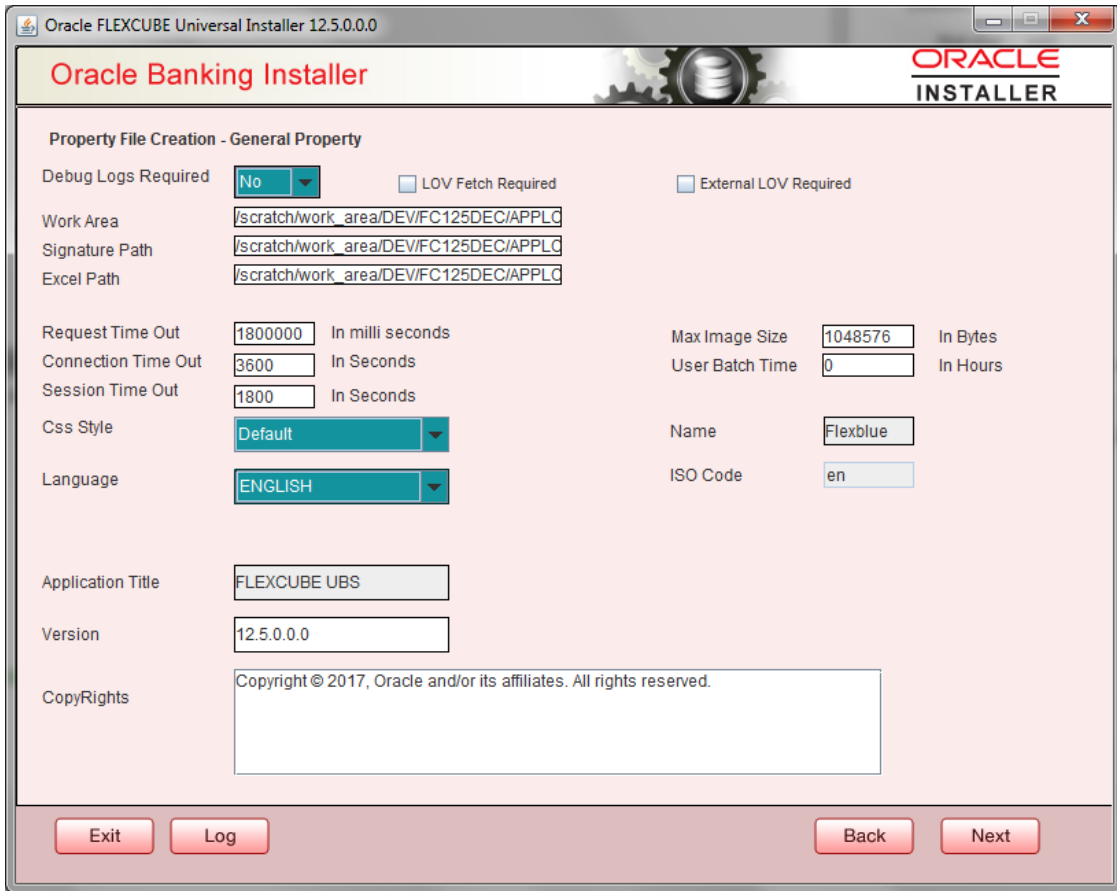 Oracle FLEXCUBE Universal Installer 12.5.0.0.0
Oracle Banking Installer
ORACLE
INSTALLER
Property File Creation - General Property
Debug Logs Required No LOV Fetch Required External LOV Required
Work Area /scratch/work_area/DEV/FC125DEC/APPLC
Signature Path /scratch/work_area/DEV/FC125DEC/APPLC
Excel Path /scratch/work_area/DEV/FC125DEC/APPLC
Request Time Out 1800000 In milli seconds Max Image Size 1048576 In Bytes
Connection Time Out 3600 In Seconds User Batch Time 0 In Hours
Session Time Out 1800 In Seconds
Css Style Default Name Flexblue
Language ENGLISH ISO Code en
Application Title FLEXCUBE UBS
Version 12.5.0.0.0
CopyRights Copyright © 2017, Oracle and/or its affiliates. All rights reserved.
Exit Log Back Next